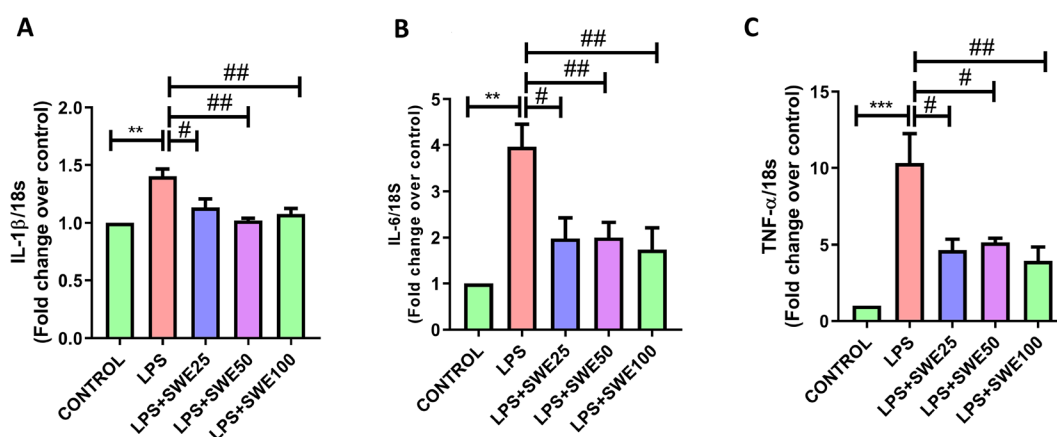 A
##
##
**
#
2.0
1.5
1.0
0.5
0.0
IL-1β/18s
(Fold change over control)
CONTROL
LPS
LPS+SWE25
LPS+SWE50
LPS+SWE100
B
##
##
**
#
5
4
3
2
1
0
IL-6/18S
(Fold change over control)
CONTROL
LPS
LPS+SWE25
LPS+SWE50
LPS+SWE100
C
##
#
***
#
15
10
5
0
TNF-α/18s
(Fold change over control)
CONTROL
LPS
LPS+SWE25
LPS+SWE50
LPS+SWE100